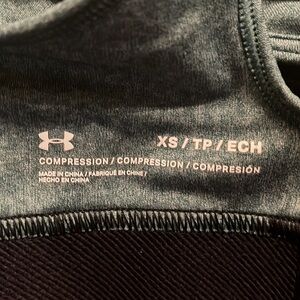 XS / TP / ECH
COMPRESSION / COMPRESSION / COMPRESIÓN
MADE IN CHINA / FABRIQUÉ EN CHINE /
HECHO EN CHINA